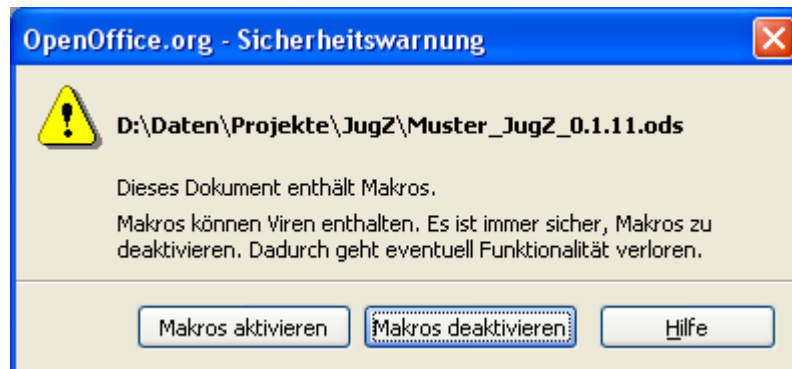 OpenOffice.org - Sicherheitswarnung
D:\Daten\Projekte\JugZ\Muster_JugZ_0.1.11.ods
Dieses Dokument enthält Makros.
Makros können Viren enthalten. Es ist immer sicher, Makros zu
deaktivieren. Dadurch geht eventuell Funktionalität verloren.
Makros aktivieren Makros deaktivieren Hilfe